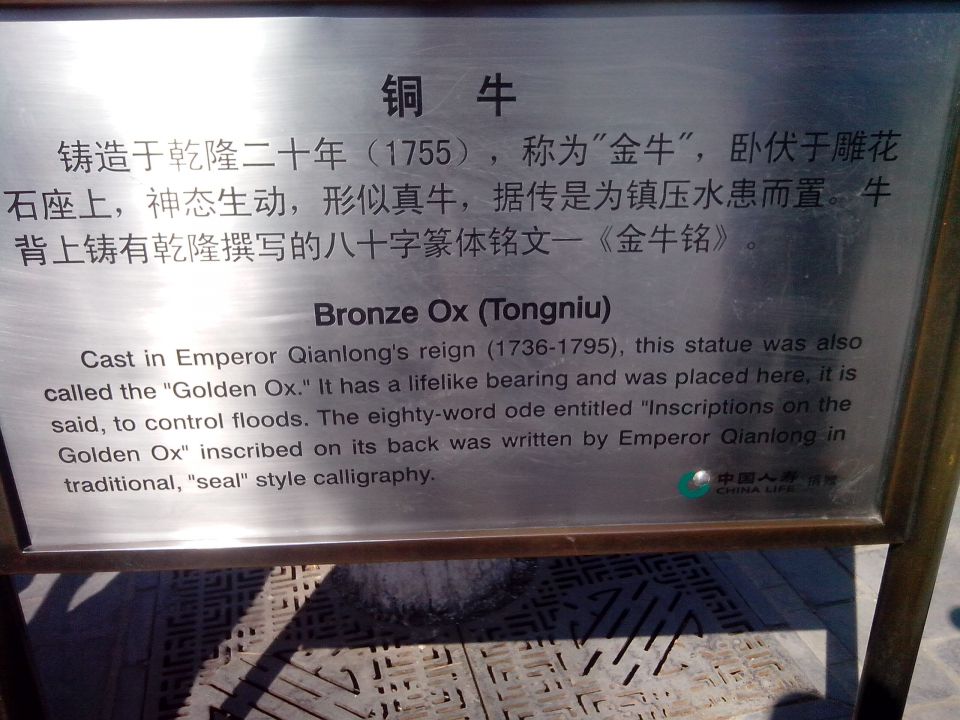 铜 牛
铸造于乾隆二十年（1755），称为"金牛"，卧伏于雕花
石座上，神态生动，形似真牛，据传是为镇压水患而置。牛
背上铸有乾隆撰写的八十字篆体铭文—《金牛铭》。
Bronze Ox (Tongniu)
Cast in Emperor Qianlong's reign (1736-1795), this statue was also
called the "Golden Ox." It has a lifelike bearing and was placed here, it is
said, to control floods. The eighty-word ode entitled "Inscriptions on the
Golden Ox" inscribed on its back was written by Emperor Qianlong in
traditional, "seal" style calligraphy.
中国人寿 捐赠
CHINA LIFE